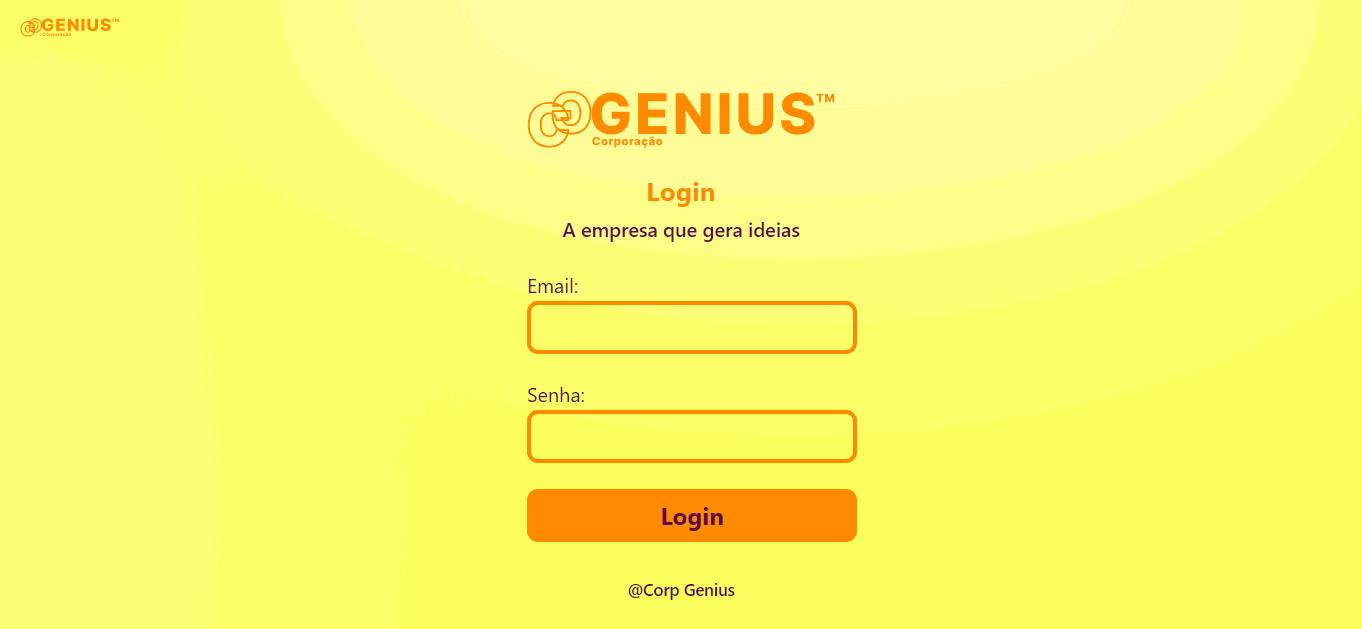 GENIUS™
Corporação
GENIUS™
Corporação
Login
A empresa que gera ideias
Email:
Senha:
Login
@Corp Genius